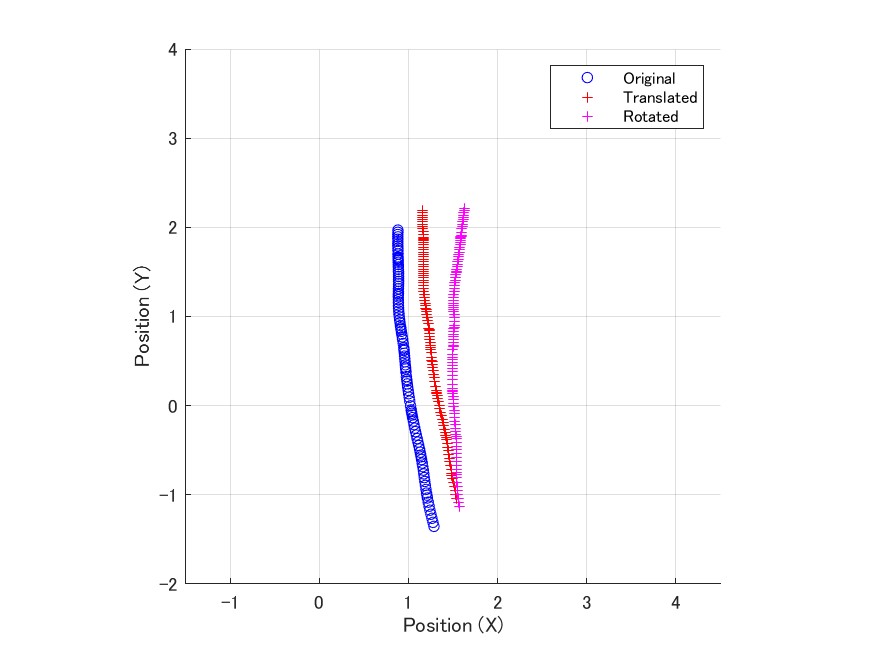 4
3
2
1
0
−1
−2
−1
0
1
2
3
4
Position (X)
Position (Y)
Original
Translated
Rotated